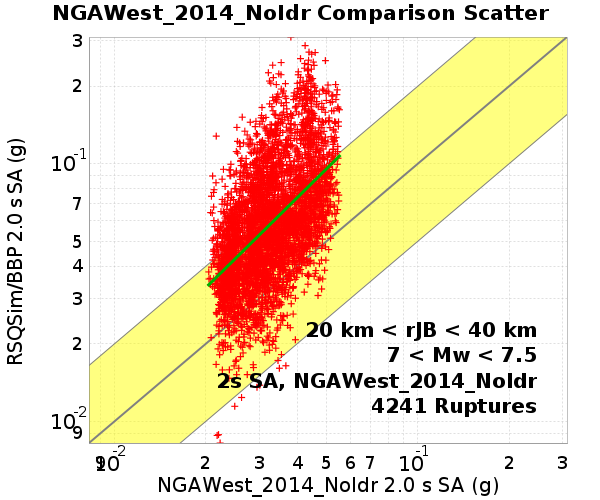 NGAWest_2014_NoIdr Comparison Scatter
RSQSim/BBP 2.0 s SA (g)
3
2
10-1
7
5
4
3
2
10-2
9
20 km < rJB < 40 km
7 < Mw < 7.5
2s SA, NGAWest_2014_NoIdr
4241 Ruptures
9 10-2 2 3 4 5 6 7 10-1 2 3
NGAWest_2014_NoIdr 2.0 s SA (g)